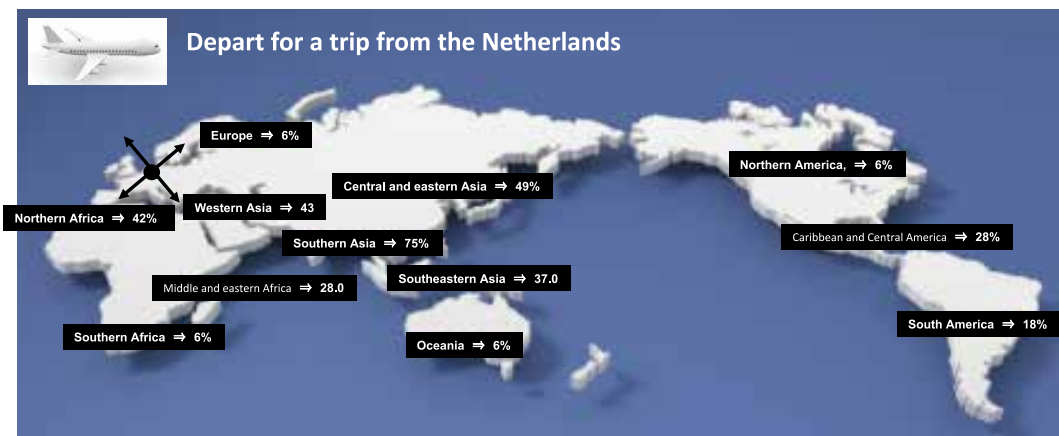 Depart for a trip from the Netherlands
Europe ⇒ 6%
Northern America, ⇒ 6%
Central and eastern Asia ⇒ 49%
Western Asia ⇒ 43
Northern Africa ⇒ 42%
Caribbean and Central America ⇒ 28%
Southern Asia ⇒ 75%
Southeastern Asia ⇒ 37.0
Middle and eastern Africa ⇒ 28.0
South America ⇒ 18%
Southern Africa ⇒ 6%
Oceania ⇒ 6%